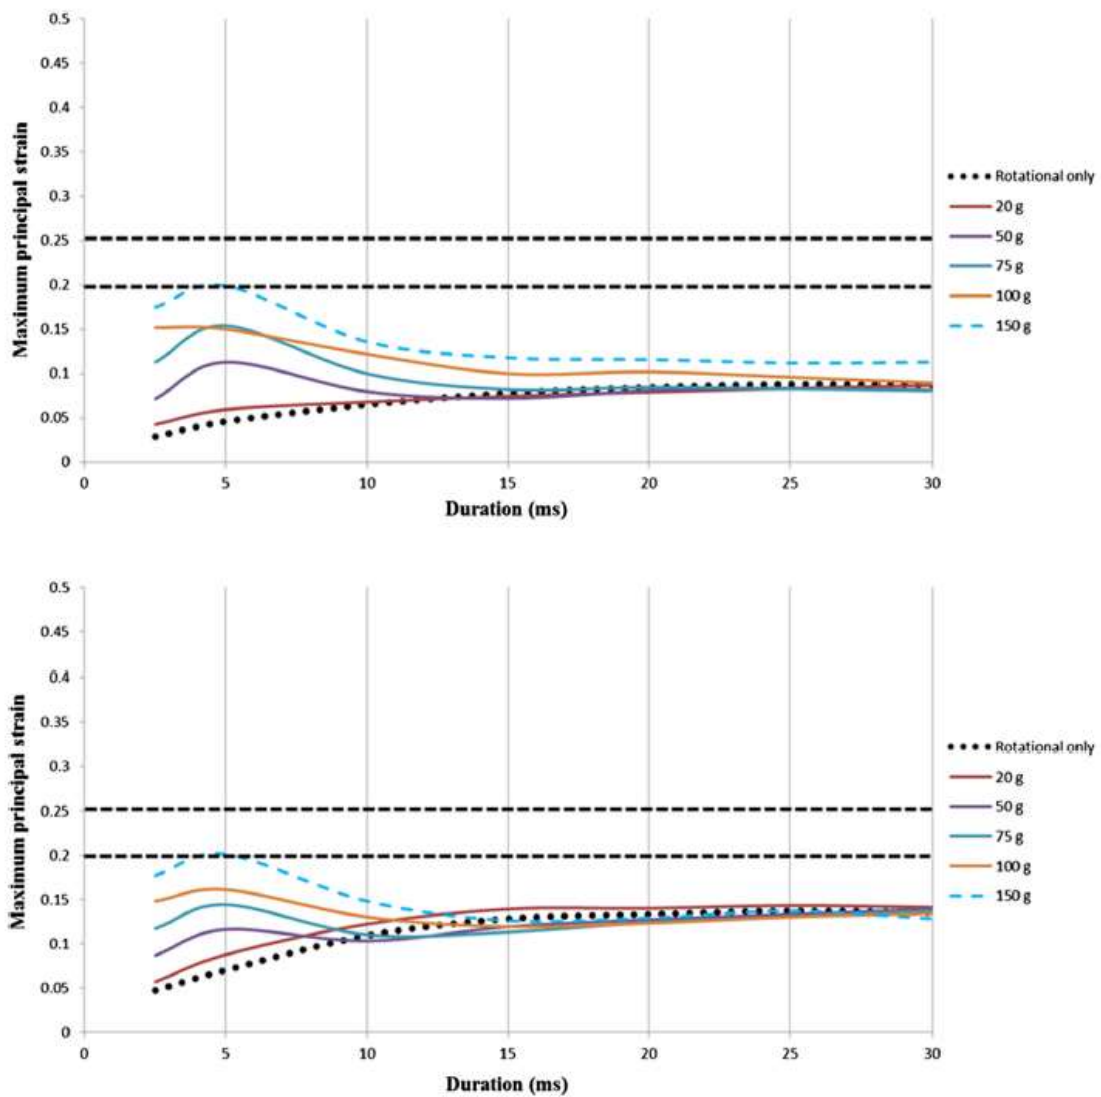 0.5
0.45
0.4
0.35
0.3
0.25
0.2
0.15
0.1
0.05
0
Maximum principal strain
0 5 10 15 20 25 30
Duration (ms)
Rotational only
20 g
50 g
75 g
100 g
150 g
0.5
0.45
0.4
0.35
0.3
0.25
0.2
0.15
0.1
0.05
0
Maximum principal strain
0 5 10 15 20 25 30
Duration (ms)
Rotational only
20 g
50 g
75 g
100 g
150 g